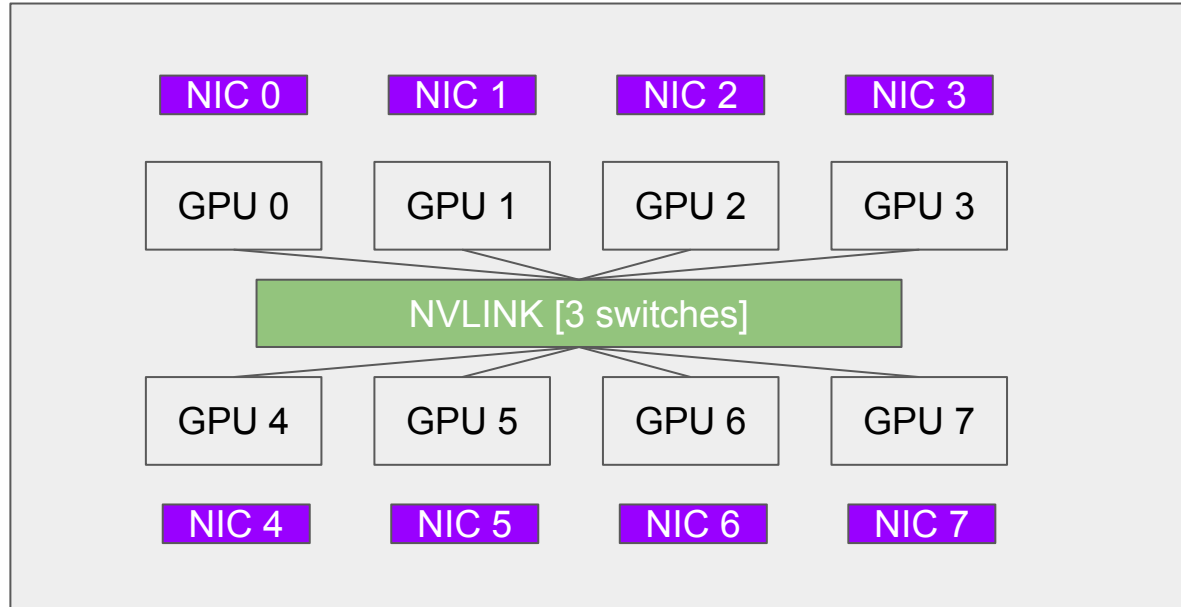 NIC 0
NIC 1
NIC 2
NIC 3
GPU 0
GPU 1
GPU 2
GPU 3
NVLINK [3 switches]
GPU 4
GPU 5
GPU 6
GPU 7
NIC 4
NIC 5
NIC 6
NIC 7